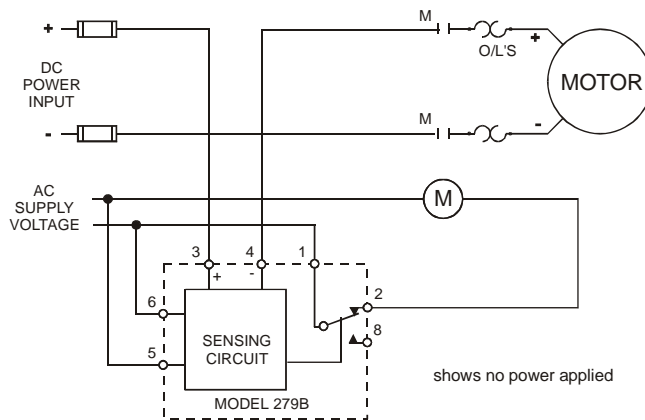 +
M
M
O/L'S
+
DC
POWER
INPUT
MOTOR
-
-
AC
SUPPLY
VOLTAGE
M
3
4
1
+
-
2
6
8
SENSING
CIRCUIT
5
shows no power applied
MODEL 279B